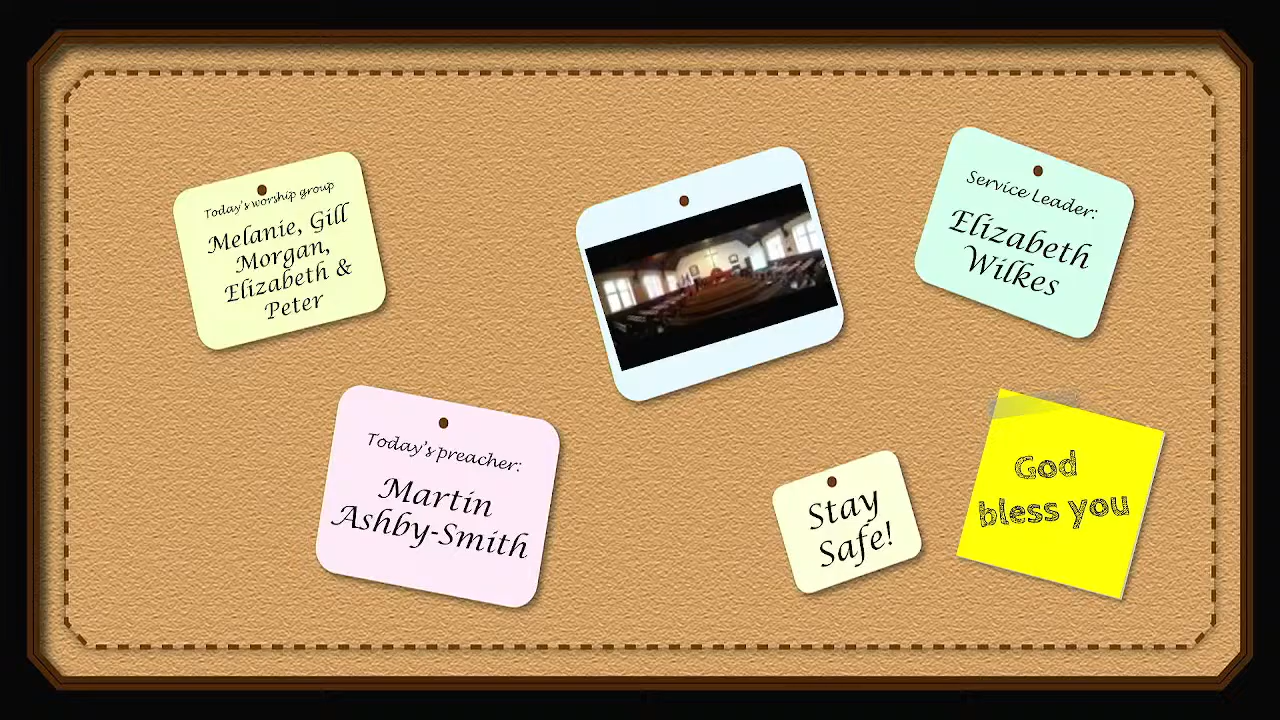 Today's worship group
Melanie, Gill
Morgan,
Elizabeth &
Peter
Service Leader:
Elizabeth
Wilkes
Today's preacher:
Martin
Ashby-Smith
Stay
Safe!
God
bless you